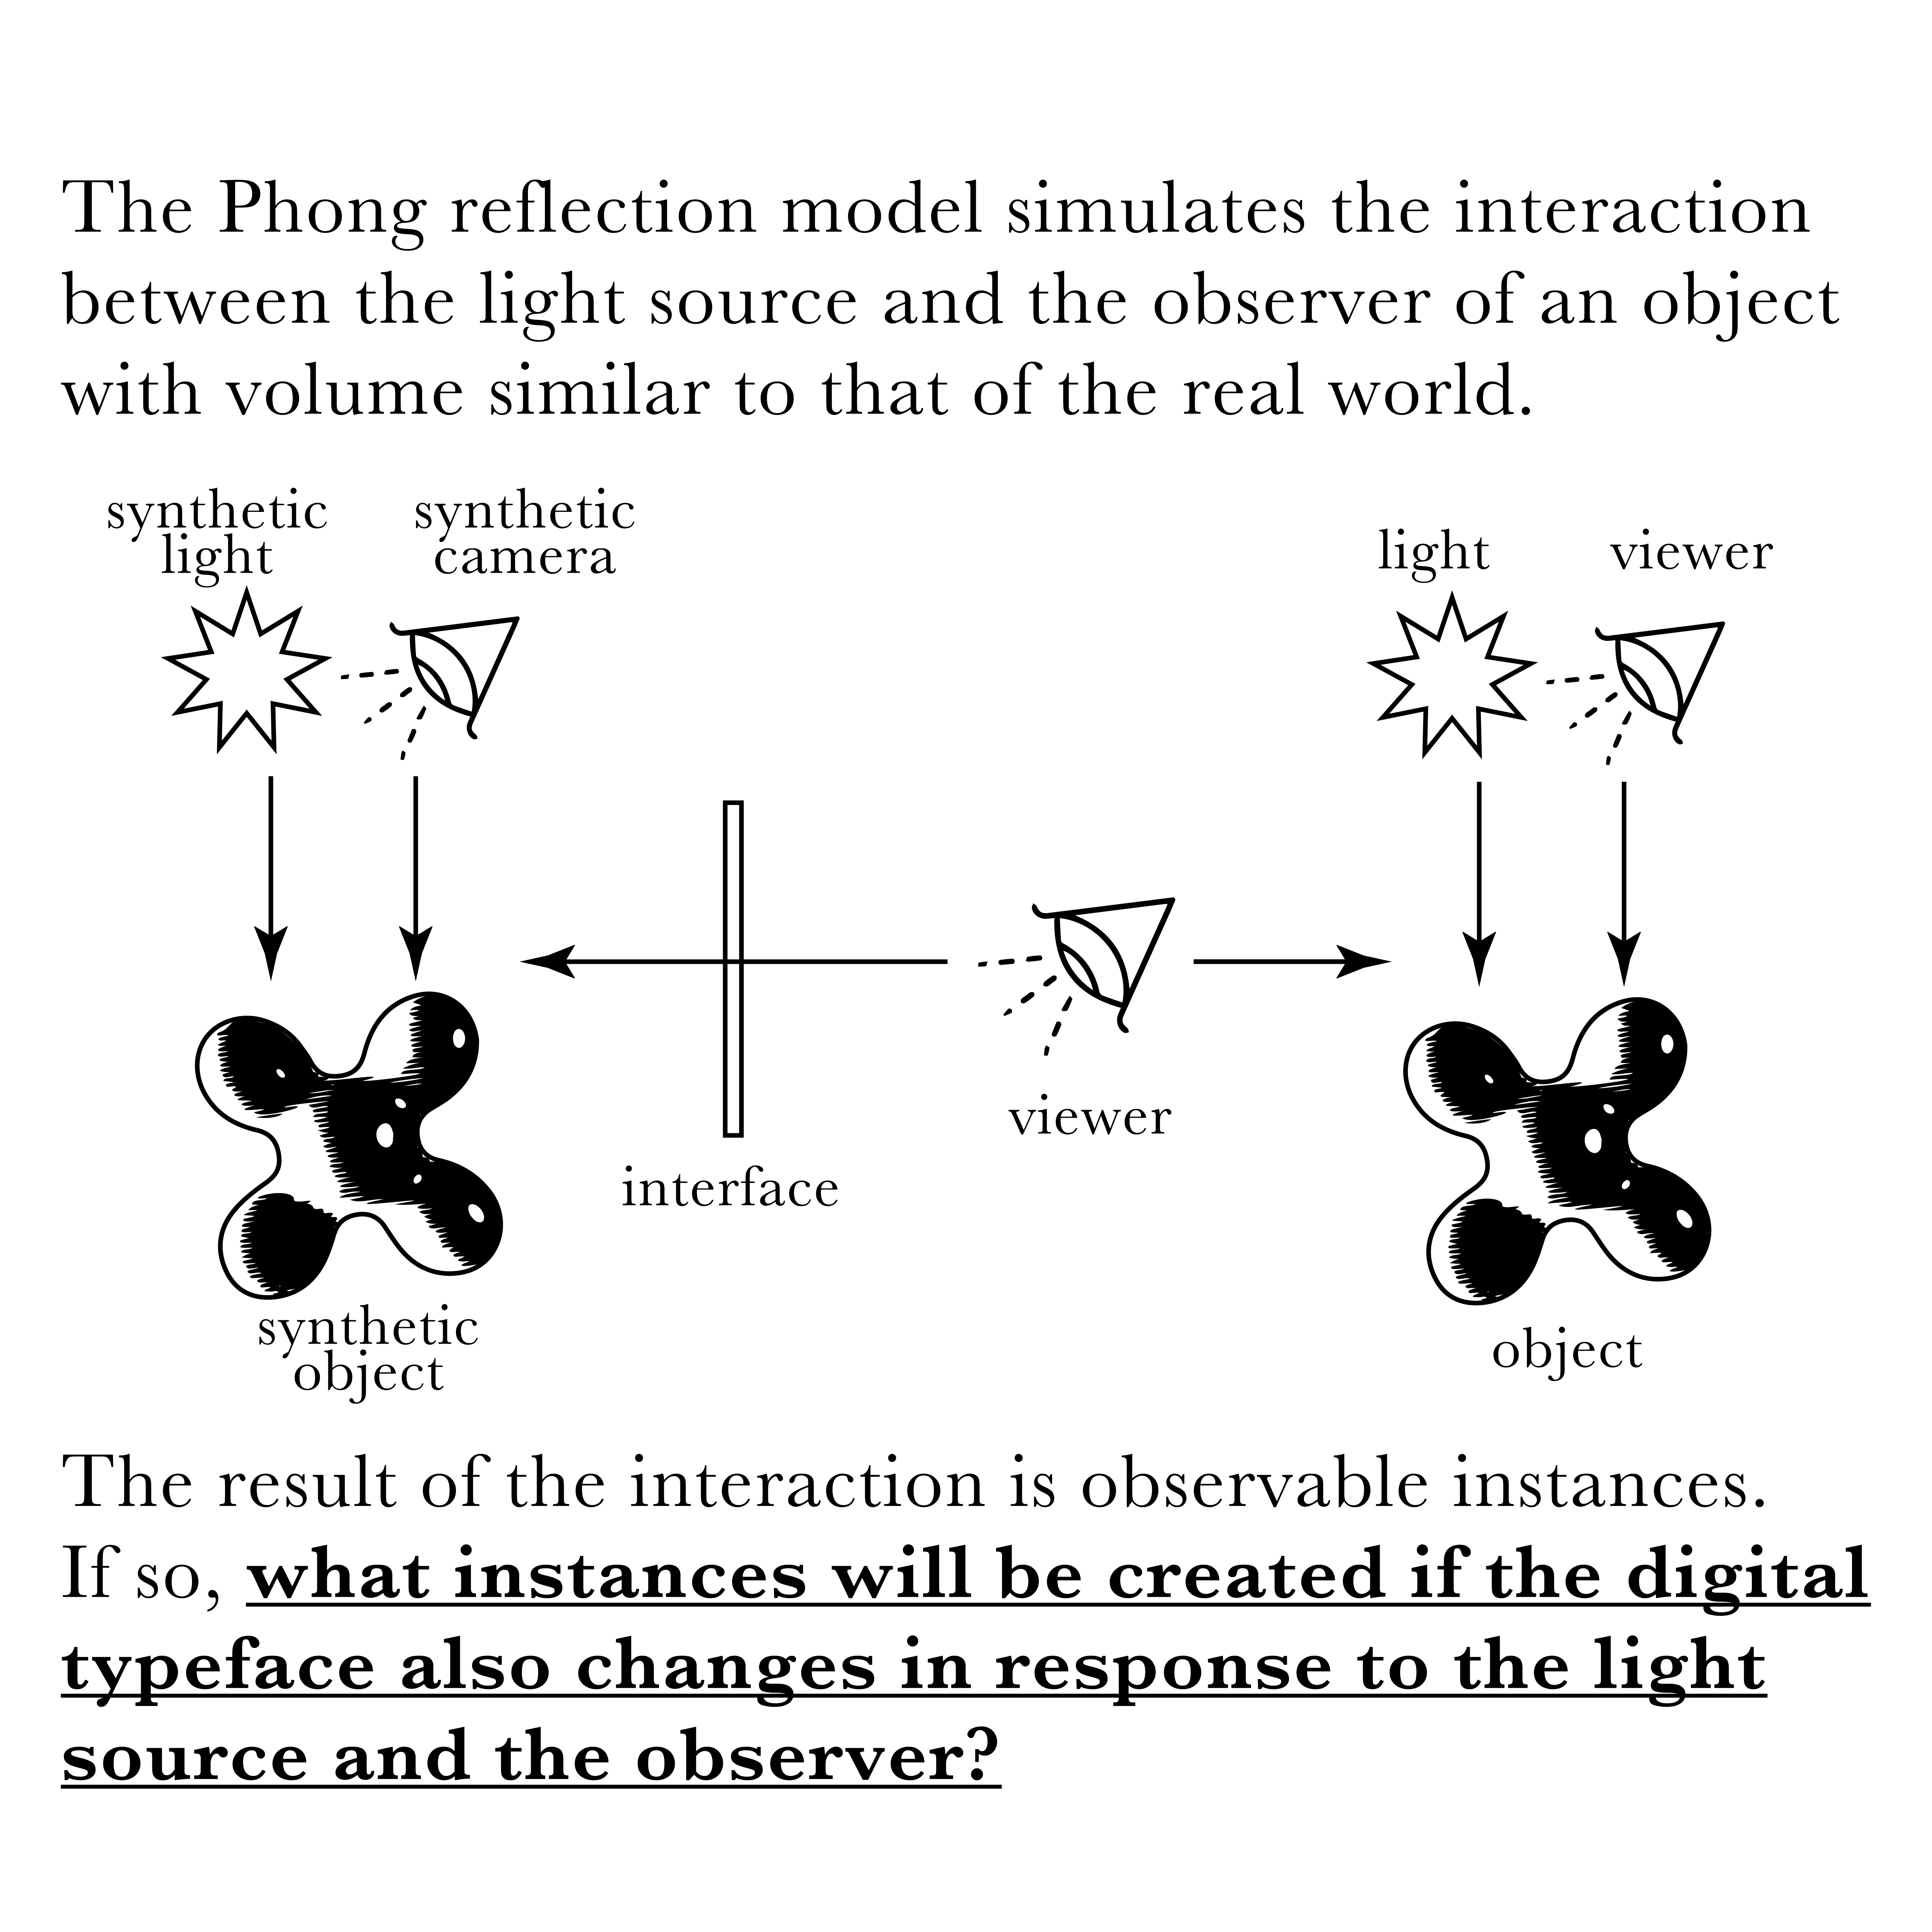 The Phong reflection model simulates the interaction
between the light source and the observer of an object
with volume similar to that of the real world.
synthetic
light
synthetic
camera
light
viewer
interface
viewer
synthetic
object
object
The result of the interaction is observable instances.
If so, what instances will be created if the digital
typeface also changes in response to the light
source and the observer?